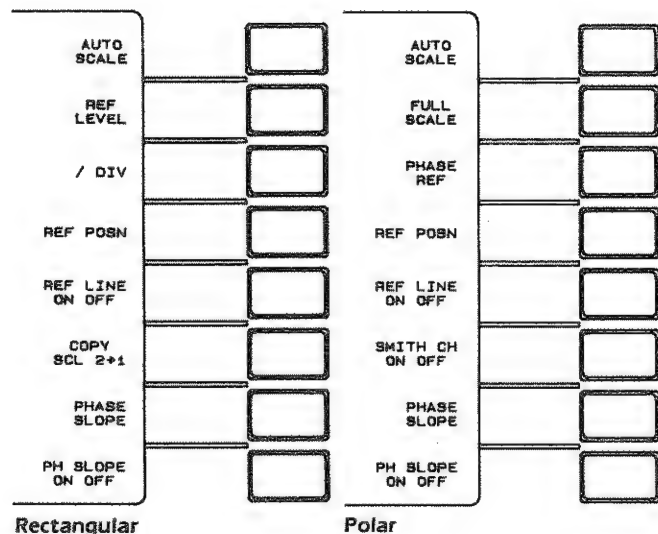 AUTO
SCALE
REF
LEVEL
/ DIV
REF POSN
REF LINE
ON OFF
COPY
SCL 2→1
PHASE
SLOPE
PH SLOPE
ON OFF
Rectangular
AUTO
SCALE
FULL
SCALE
PHASE
REF
REF POSN
REF LINE
ON OFF
SMITH CH
ON OFF
PHASE
SLOPE
PH SLOPE
ON OFF
Polar